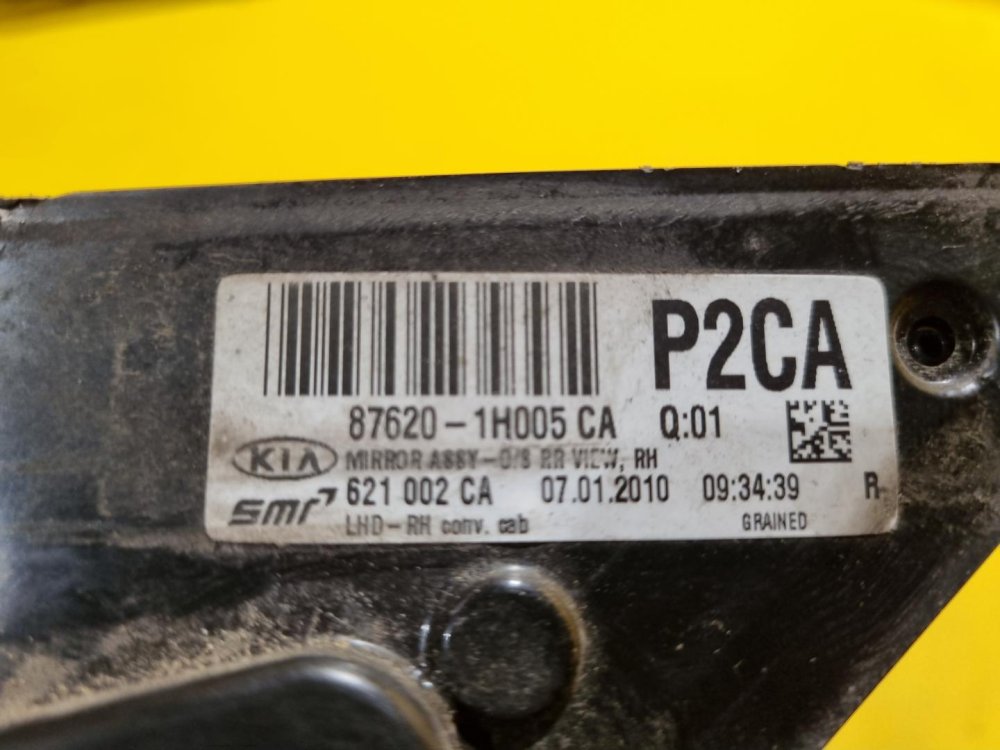 P2CA
87620-1H005 CA Q:01
KIA MIRROR ASSY-O/S RR VIEW, RH
smr 621 002 CA 07.01.2010 09:34:39 R
LHD-RH conv. cab GRAINED